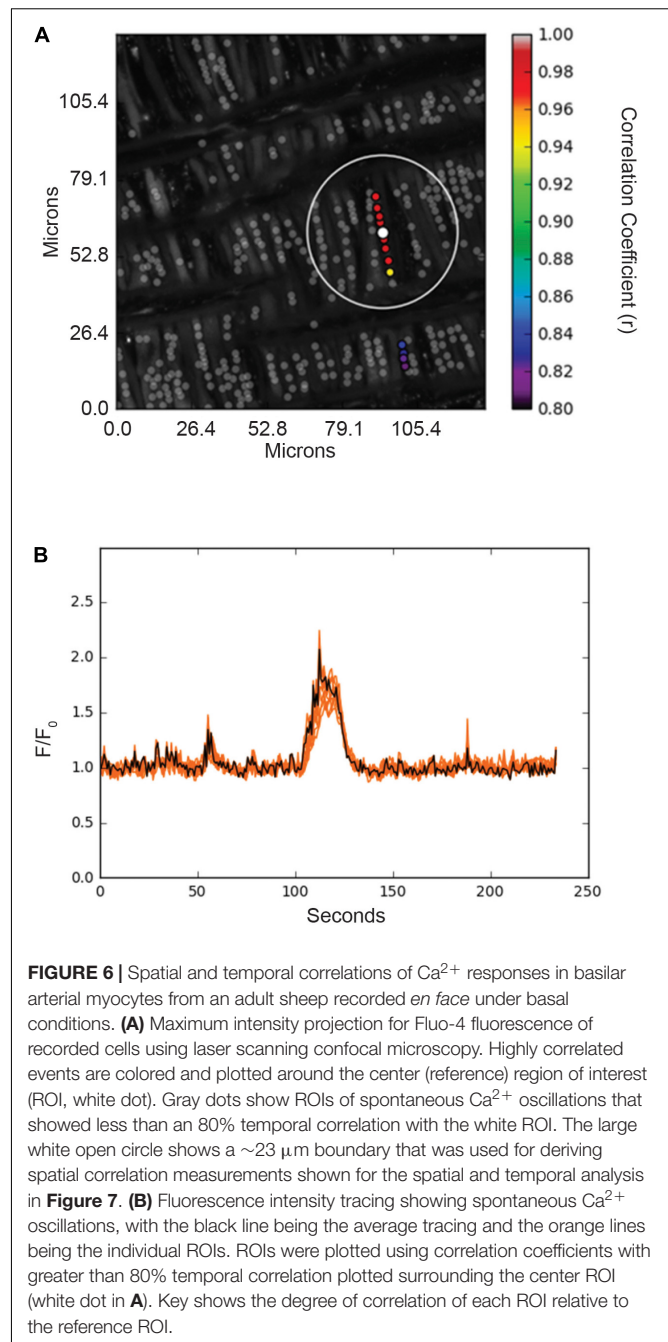 A
105.4
79.1
52.8
26.4
0.0
Microns
0.0 26.4 52.8 79.1 105.4
Microns
1.00
0.98
0.96
0.94
0.92
0.90
0.88
0.86
0.84
0.82
0.80
Correlation Coefficient (r)
B
2.5
2.0
1.5
1.0
0.5
0.0
F/F₀
0 50 100 150 200 250
Seconds
FIGURE 6 | Spatial and temporal correlations of Ca²⁺ responses in basilar
arterial myocytes from an adult sheep recorded en face under basal
conditions. (A) Maximum intensity projection for Fluo-4 fluorescence of
recorded cells using laser scanning confocal microscopy. Highly correlated
events are colored and plotted around the center (reference) region of interest
(ROI, white dot). Gray dots show ROIs of spontaneous Ca²⁺ oscillations that
showed less than an 80% temporal correlation with the white ROI. The large
white open circle shows a ~23 μm boundary that was used for deriving
spatial correlation measurements shown for the spatial and temporal analysis
in Figure 7. (B) Fluorescence intensity tracing showing spontaneous Ca²⁺
oscillations, with the black line being the average tracing and the orange lines
being the individual ROIs. ROIs were plotted using correlation coefficients with
greater than 80% temporal correlation plotted surrounding the center ROI
(white dot in A). Key shows the degree of correlation of each ROI relative to
the reference ROI.